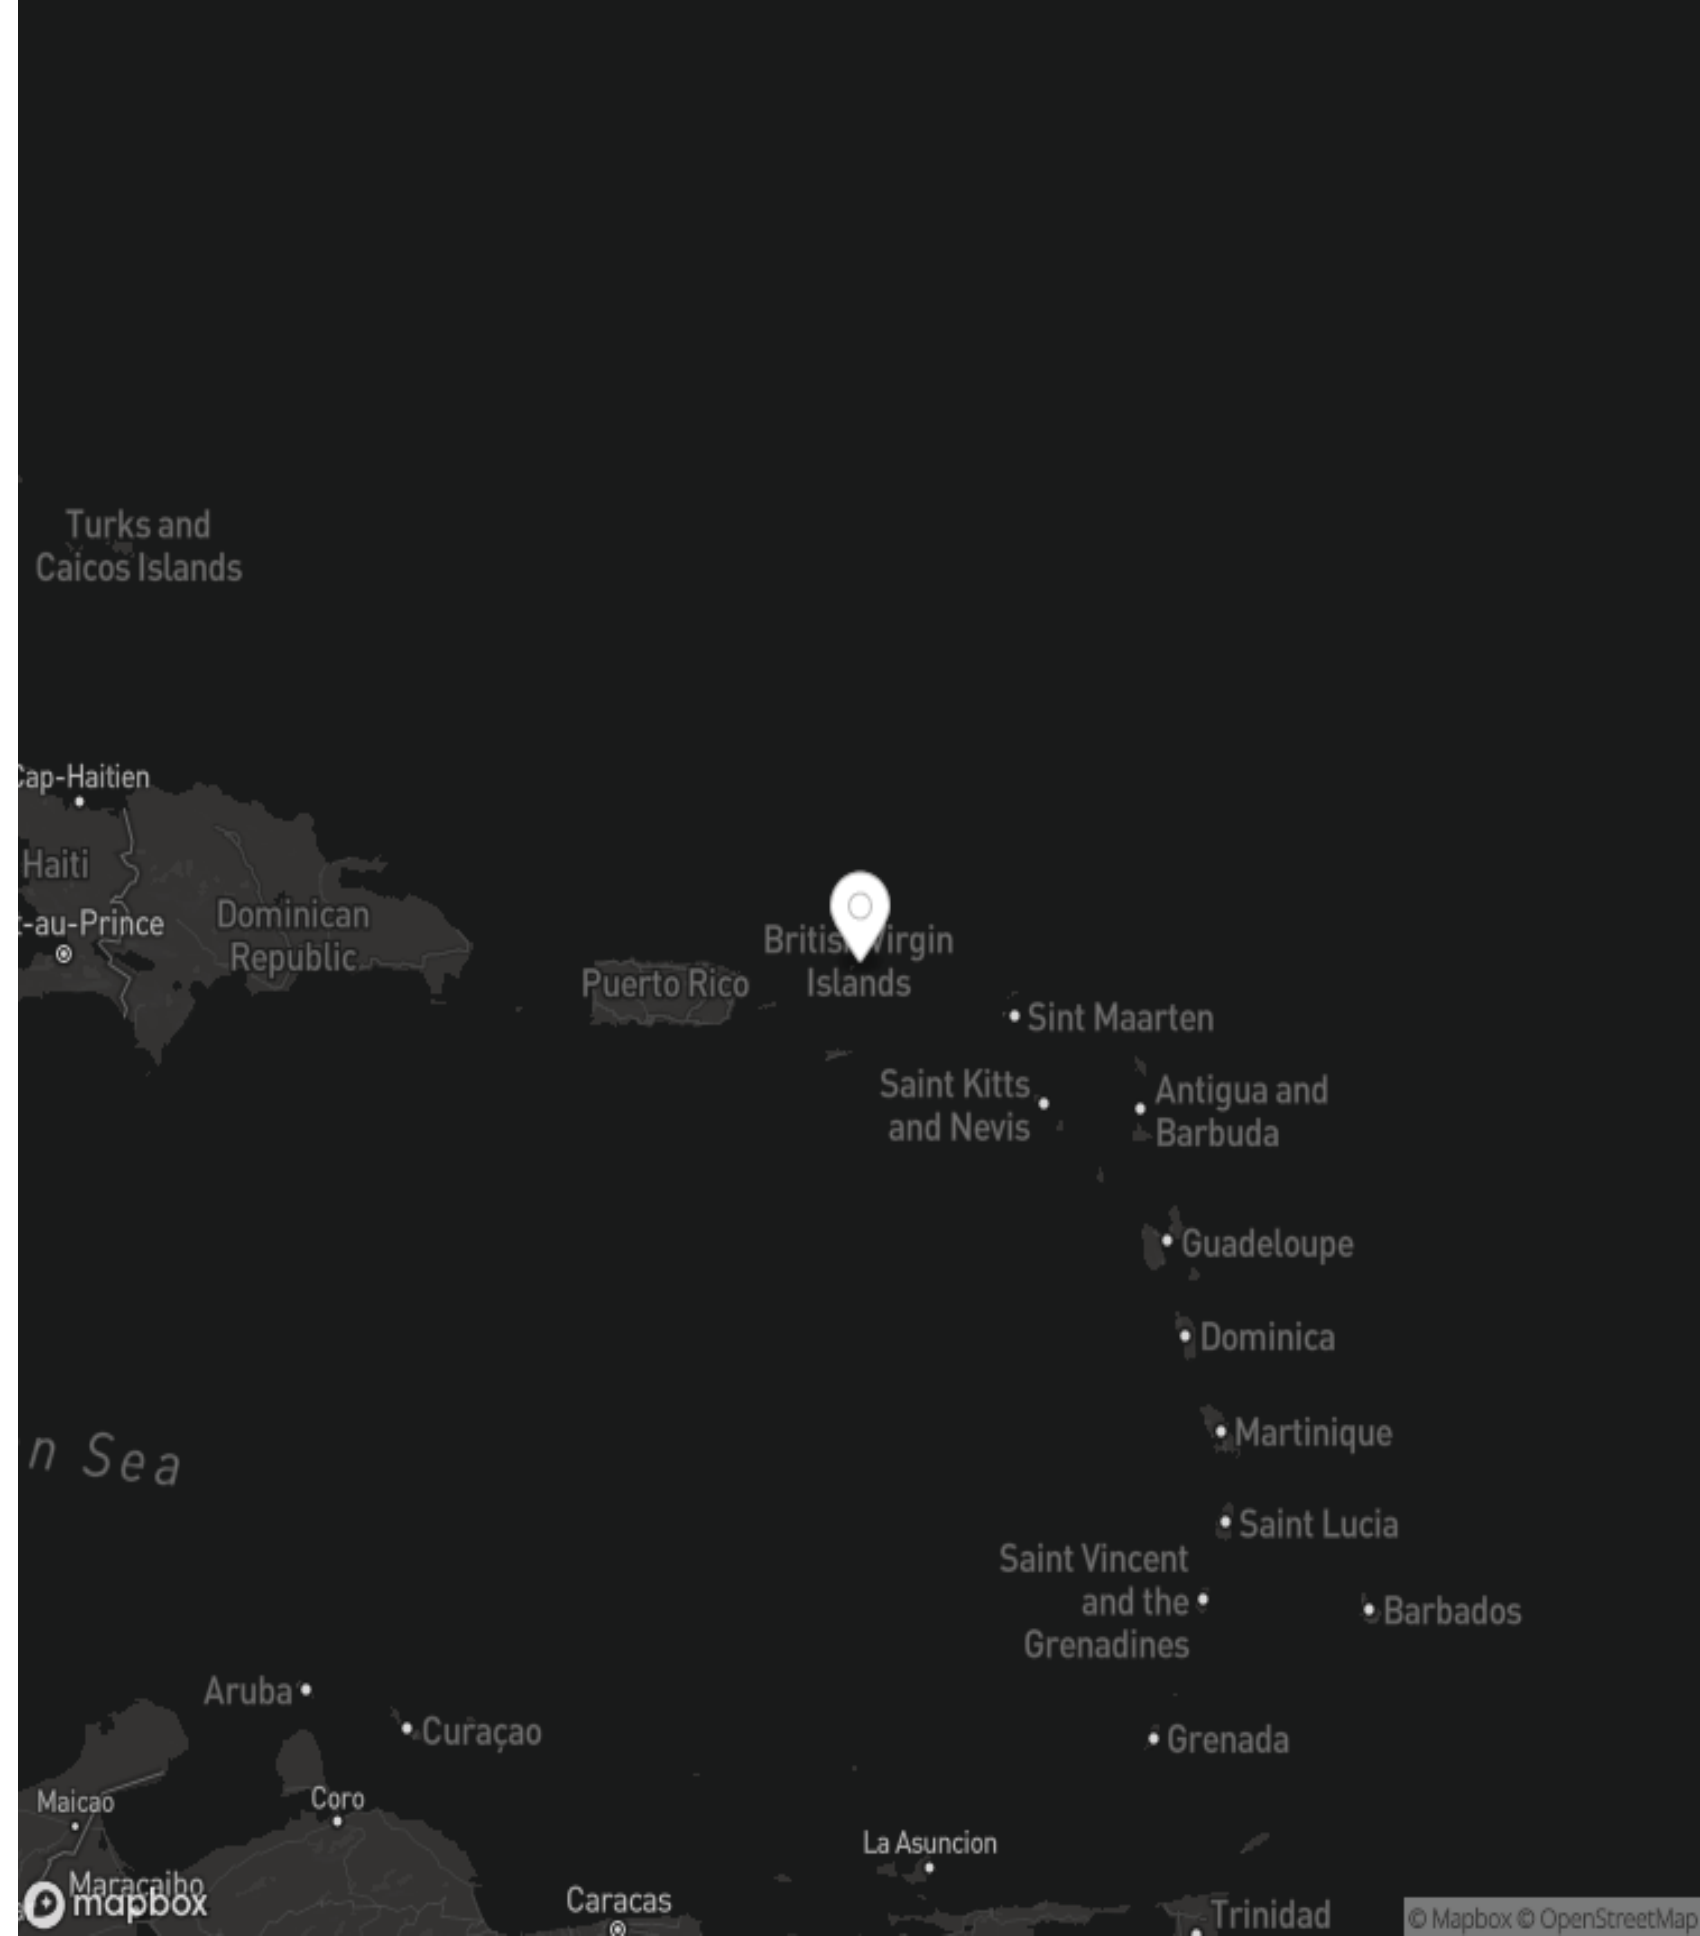 Turks and
Caicos Islands
Cap-Haitien
Haiti
t-au-Prince
Dominican
Republic
Puerto Rico
British Virgin
Islands
Sint Maarten
Saint Kitts
and Nevis
Antigua and
Barbuda
Guadeloupe
Dominica
Martinique
n Sea
Saint Lucia
Saint Vincent
and the
Grenadines
Barbados
Aruba
Curaçao
Grenada
Maicao
Coro
La Asuncion
Maracaibo
mapbox
Caracas
Trinidad
© Mapbox © OpenStreetMap